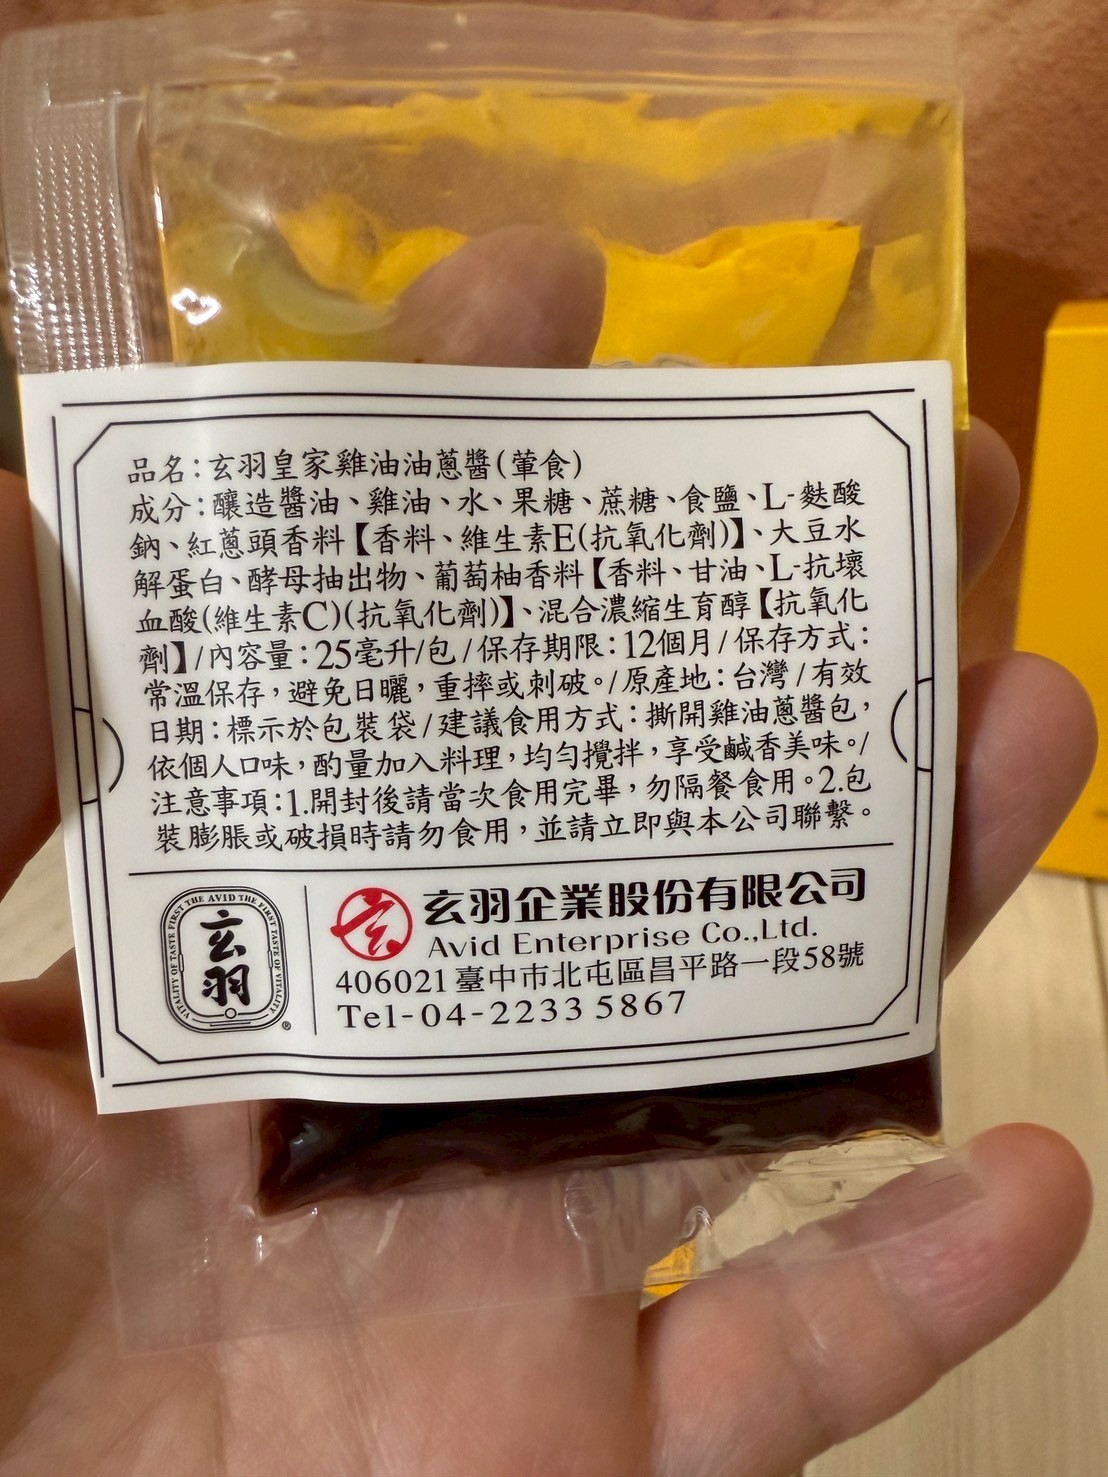 品名:玄羽皇家雞油油蔥醬(葷食)
成分:釀造醬油、雞油、水、果糖、蔗糖、食鹽、L-麩酸
鈉、紅蔥頭香料【香料、維生素E(抗氧化劑)】、大豆水
解蛋白、酵母抽出物、葡萄柚香料【香料、甘油、L-抗壞
血酸(維生素C)(抗氧化劑)】、混合濃縮生育醇【抗氧化
劑】/內容量:25毫升/包/保存期限:12個月/保存方式:
常溫保存,避免日曬,重摔或刺破。/原產地:台灣/有效
日期:標示於包裝袋/建議食用方式:撕開雞油蔥醬包,
依個人口味,酌量加入料理,均勻攪拌,享受鹹香美味。/
注意事項:1.開封後請當次食用完畢,勿隔餐食用。2.包
裝膨脹或破損時請勿食用,並請立即與本公司聯繫。
VITALITY OF TASTE FIRST THE AVID THE FIRST TASTE OF VITALITY
玄羽
®
玄
玄羽企業股份有限公司
Avid Enterprise Co.,Ltd.
406021臺中市北屯區昌平路一段58號
Tel-04-22335867